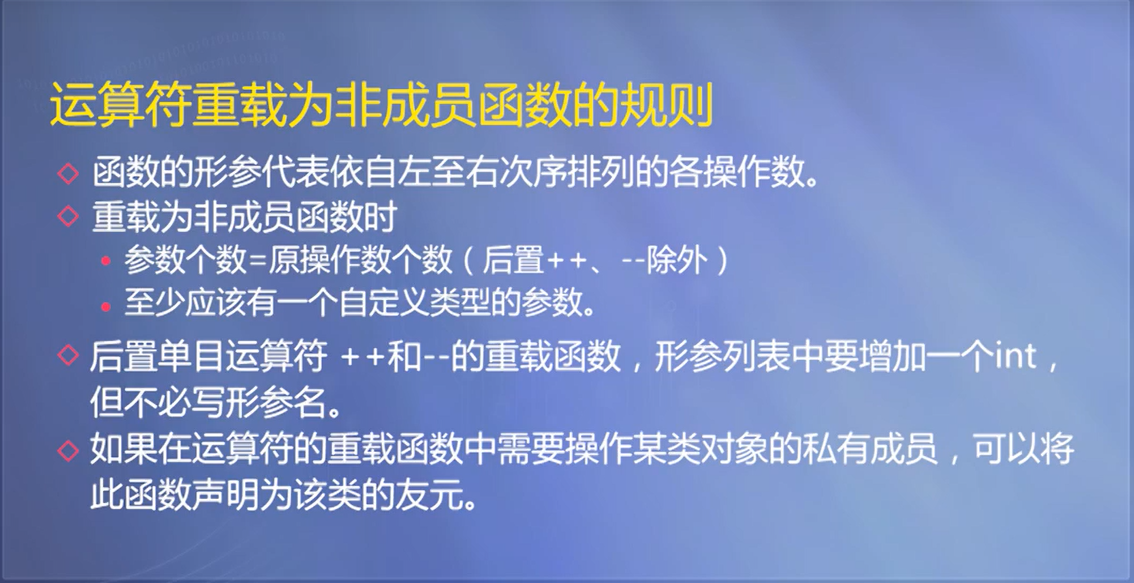 运算符重载为非成员函数的规则
函数的形参代表依自左至右次序排列的各操作数。
重载为非成员函数时
参数个数=原操作数个数（后置++、--除外）
至少应该有一个自定义类型的参数。
后置单目运算符 ++和--的重载函数，形参列表中要增加一个int，
但不必写形参名。
如果在运算符的重载函数中需要操作某类对象的私有成员，可以将
此函数声明为该类的友元。